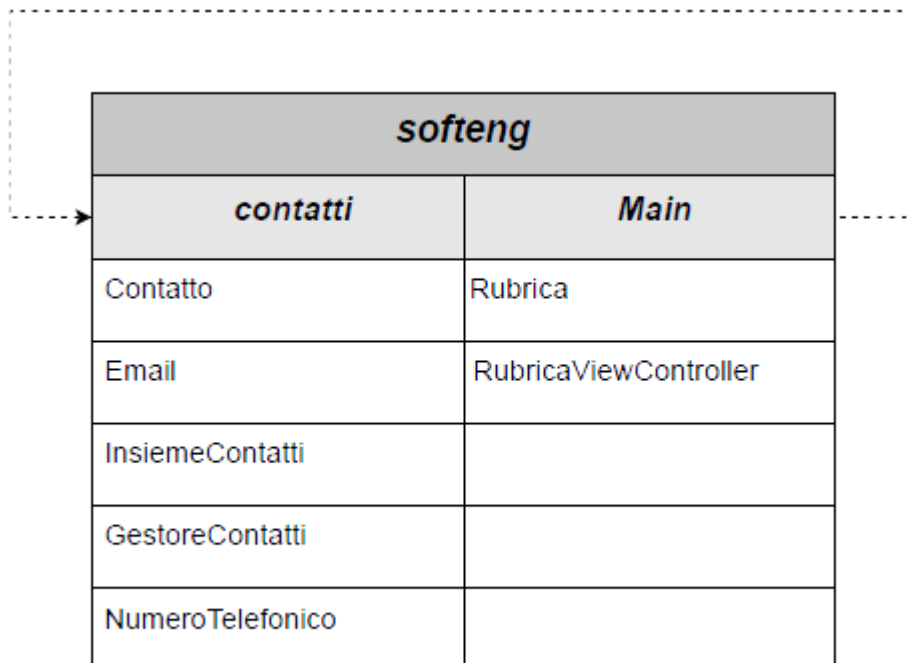 softeng
contatti Main
Contatto Rubrica
Email RubricaViewController
InsiemeContatti
GestoreContatti
NumeroTelefonico